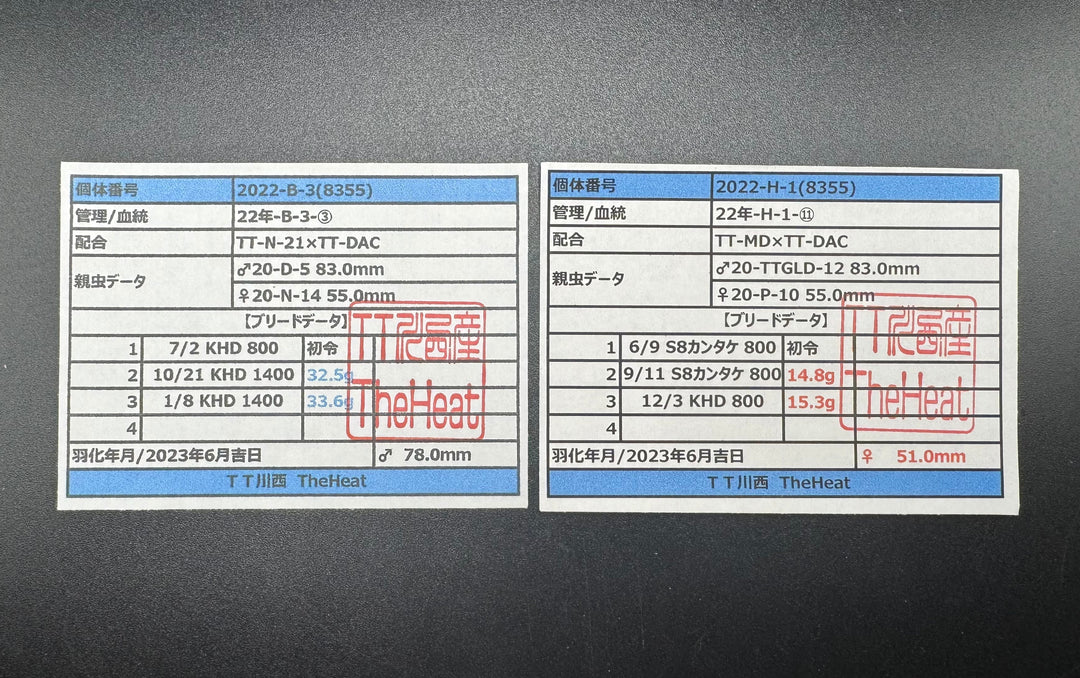 個体番号 2022-B-3(8355)
管理/血統 22年-B-3-③
配合 TT-N-21×TT-DAC
親虫データ ♂20-D-5 83.0mm
♀20-N-14 55.0mm
【ブリードデータ】
1 7/2 KHD 800 初令
2 10/21 KHD 1400 32.5g
3 1/8 KHD 1400 33.6g
4
羽化年月/2023年6月吉日 ♂ 78.0mm
TT川西 TheHeat
TT川西産
TheHeat
個体番号 2022-H-1(8355)
管理/血統 22年-H-1-⑪
配合 TT-MD×TT-DAC
親虫データ ♂20-TTGLD-12 83.0mm
♀20-P-10 55.0mm
【ブリードデータ】
1 6/9 S8カンタケ 800 初令
2 9/11 S8カンタケ 800 14.8g
3 12/3 KHD 800 15.3g
4
羽化年月/2023年6月吉日 ♀ 51.0mm
TT川西 TheHeat
TT川西産
TheHeat